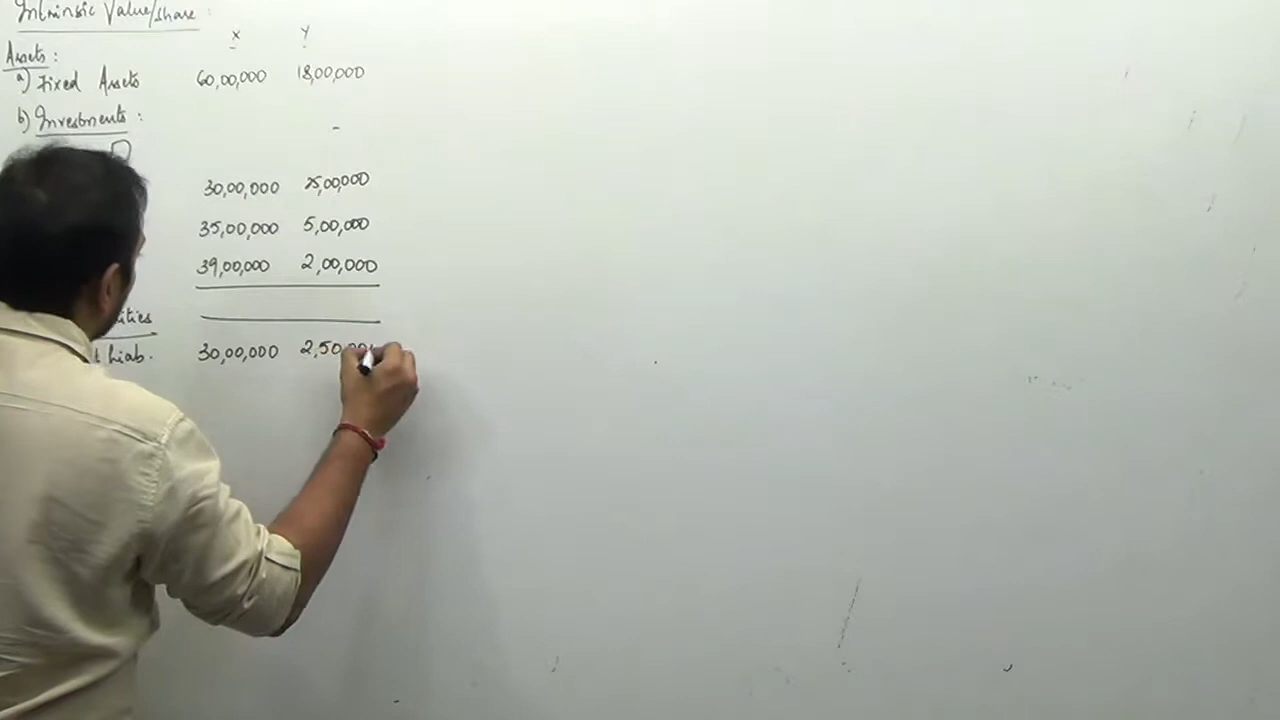 Intrinsic Value/share :
X Y
Assets :
a) Fixed Assets 60,00,000 18,00,000
b) Investments : -
30,00,000 25,00,000
35,00,000 5,00,000
39,00,000 2,00,000
Liab. 30,00,000 2,50,